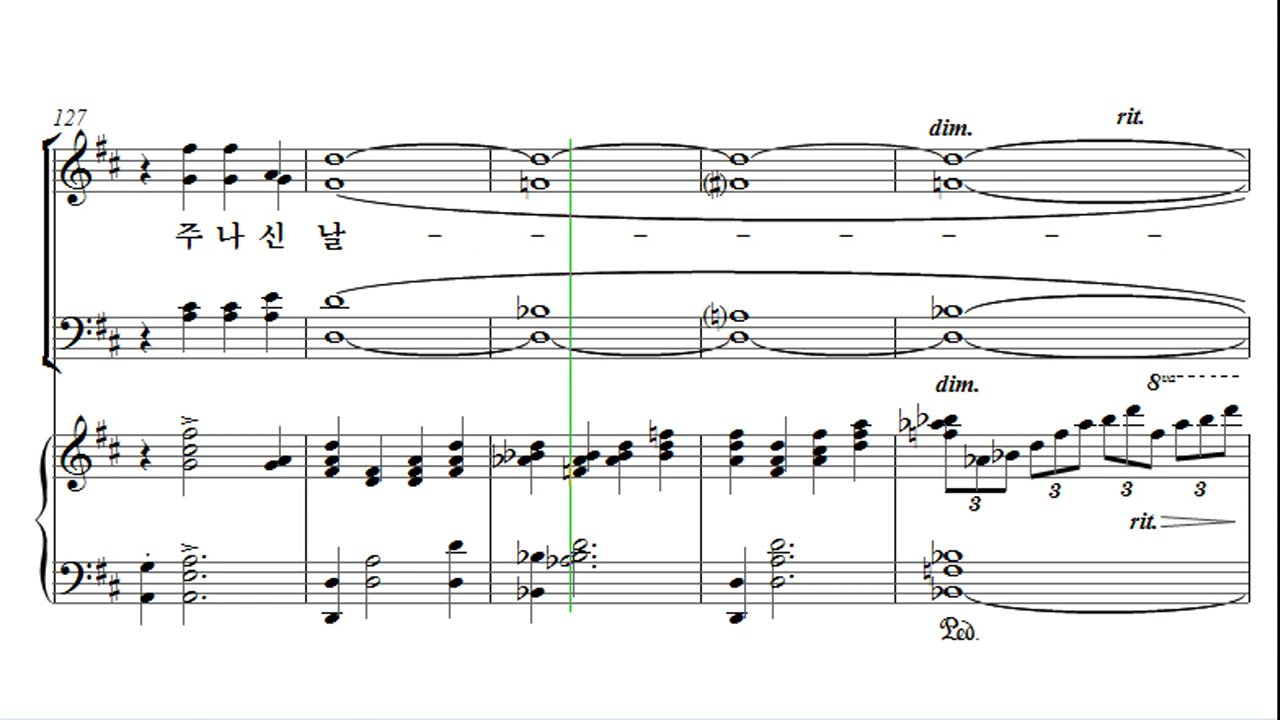 127
dim. rit.
주 나 신 날 - - - - - - - -
dim. 8va
3 3 3 3
rit.
Ped.